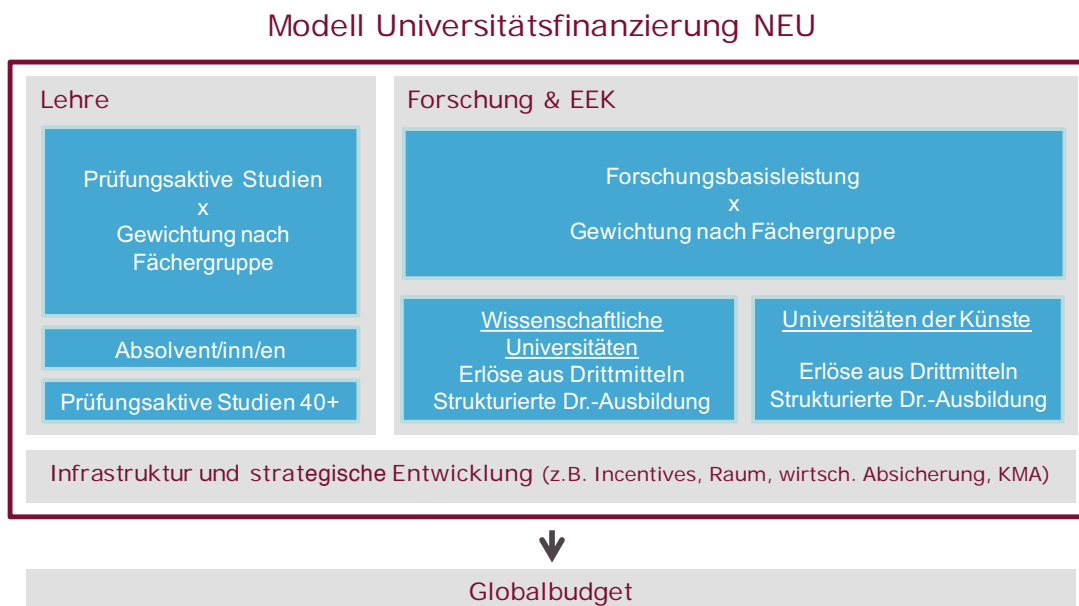 Modell Universitätsfinanzierung NEU
Lehre
Prüfungsaktive Studien
x
Gewichtung nach
Fächergruppe
Absolvent/inn/en
Prüfungsaktive Studien 40+
Forschung & EEK
Forschungsbasisleistung
x
Gewichtung nach Fächergruppe
Wissenschaftliche
Universitäten
Erlöse aus Drittmitteln
Strukturierte Dr.-Ausbildung
Universitäten der Künste
Erlöse aus Drittmitteln
Strukturierte Dr.-Ausbildung
Infrastruktur und strategische Entwicklung (z.B. Incentives, Raum, wirtsch. Absicherung, KMA)
Globalbudget